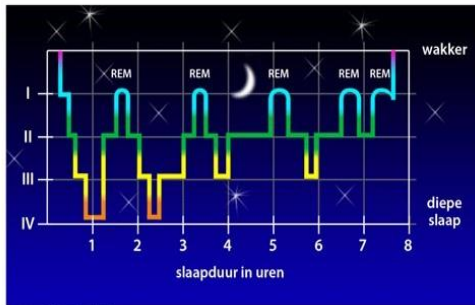 wakker
REM REM REM REM REM
I
II
III
IV
diepe
slaap
1 2 3 4 5 6 7 8
slaapduur in uren